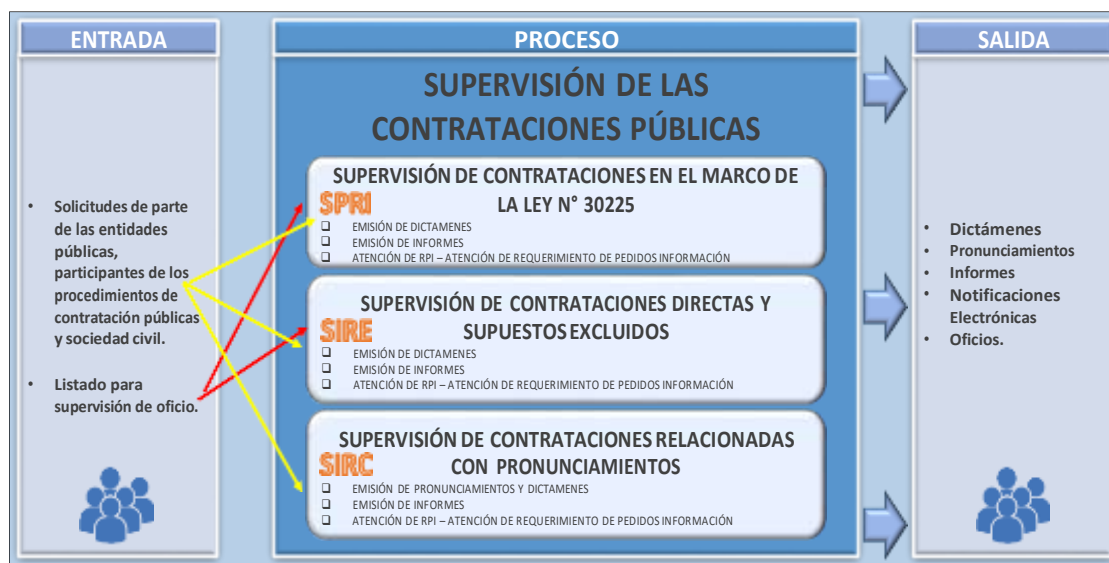 ENTRADA
• Solicitudes de parte
de las entidades
públicas,
participantes de los
procedimientos de
contratación públicas
y sociedad civil.
• Listado para
supervisión de oficio.
PROCESO
SUPERVISIÓN DE LAS
CONTRATACIONES PÚBLICAS
SUPERVISIÓN DE CONTRATACIONES EN EL MARCO DE
LA LEY N° 30225
SPRI
EMISIÓN DE DICTAMENES
EMISIÓN DE INFORMES
ATENCIÓN DE RPI – ATENCIÓN DE REQUERIMIENTO DE PEDIDOS INFORMACIÓN
SUPERVISIÓN DE CONTRATACIONES DIRECTAS Y
SUPUESTOS EXCLUIDOS
SIRE
EMISIÓN DE DICTAMENES
EMISIÓN DE INFORMES
ATENCIÓN DE RPI – ATENCIÓN DE REQUERIMIENTO DE PEDIDOS INFORMACIÓN
SUPERVISIÓN DE CONTRATACIONES RELACIONADAS
CON PRONUNCIAMIENTOS
SIRC
EMISIÓN DE PRONUNCIAMIENTOS Y DICTAMENES
EMISIÓN DE INFORMES
ATENCIÓN DE RPI – ATENCIÓN DE REQUERIMIENTO DE PEDIDOS INFORMACIÓN
SALIDA
• Dictámenes
• Pronunciamientos
• Informes
• Notificaciones
Electrónicas
• Oficios.